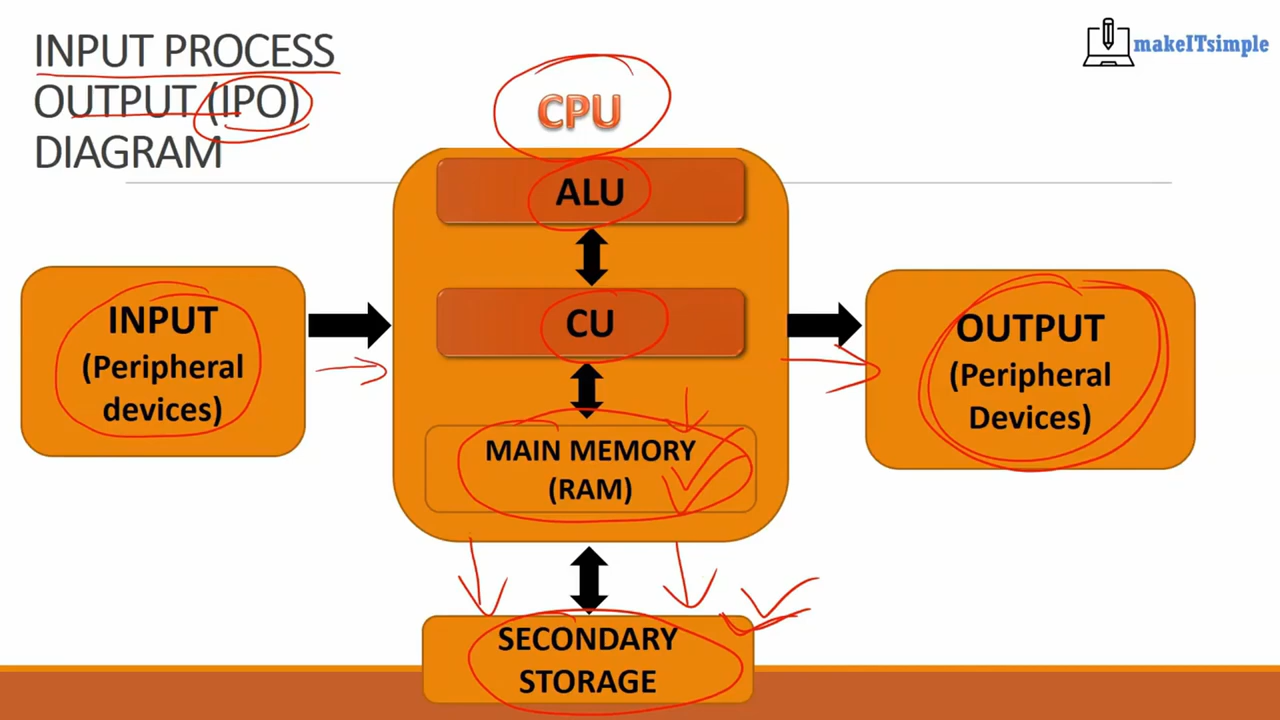 INPUT PROCESS
OUTPUT (IPO)
DIAGRAM
makeITsimple
CPU
ALU
CU
MAIN MEMORY
(RAM)
INPUT
(Peripheral
devices)
OUTPUT
(Peripheral
Devices)
SECONDARY
STORAGE